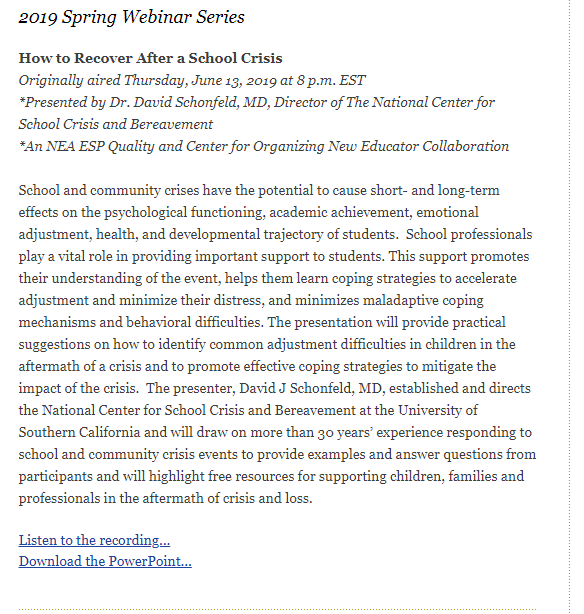 2019 Spring Webinar Series
How to Recover After a School Crisis
Originally aired Thursday, June 13, 2019 at 8 p.m. EST
*Presented by Dr. David Schonfeld, MD, Director of The National Center for
School Crisis and Bereavement
*An NEA ESP Quality and Center for Organizing New Educator Collaboration
School and community crises have the potential to cause short- and long-term
effects on the psychological functioning, academic achievement, emotional
adjustment, health, and developmental trajectory of students.  School professionals
play a vital role in providing important support to students. This support promotes
their understanding of the event, helps them learn coping strategies to accelerate
adjustment and minimize their distress, and minimizes maladaptive coping
mechanisms and behavioral difficulties. The presentation will provide practical
suggestions on how to identify common adjustment difficulties in children in the
aftermath of a crisis and to promote effective coping strategies to mitigate the
impact of the crisis.  The presenter, David J Schonfeld, MD, established and directs
the National Center for School Crisis and Bereavement at the University of
Southern California and will draw on more than 30 years’ experience responding to
school and community crisis events to provide examples and answer questions from
participants and will highlight free resources for supporting children, families and
professionals in the aftermath of crisis and loss.
Listen to the recording...
Download the PowerPoint...